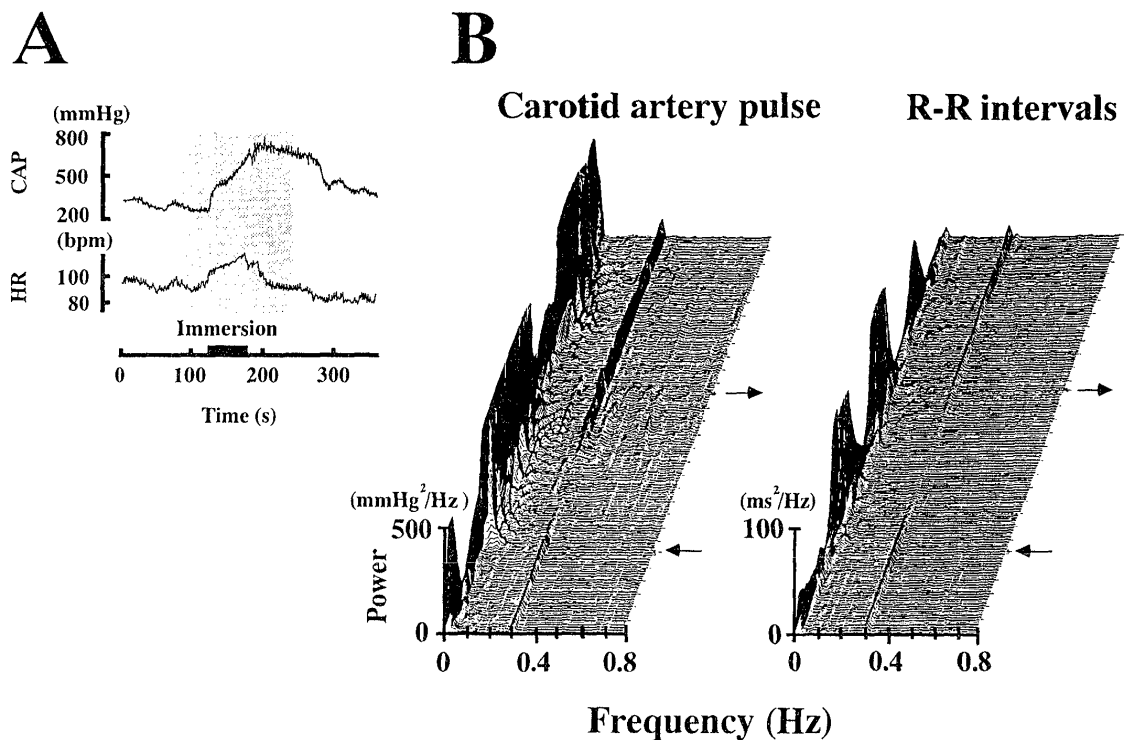 A
(mmHg)
800
500
200
CAP
(bpm)
100
80
HR
Immersion
0 100 200 300
Time (s)
B
Carotid artery pulse
R-R intervals
(mmHg²/Hz)
500
0
Power
0 0.4 0.8
(ms²/Hz)
100
0
0 0.4 0.8
Frequency (Hz)